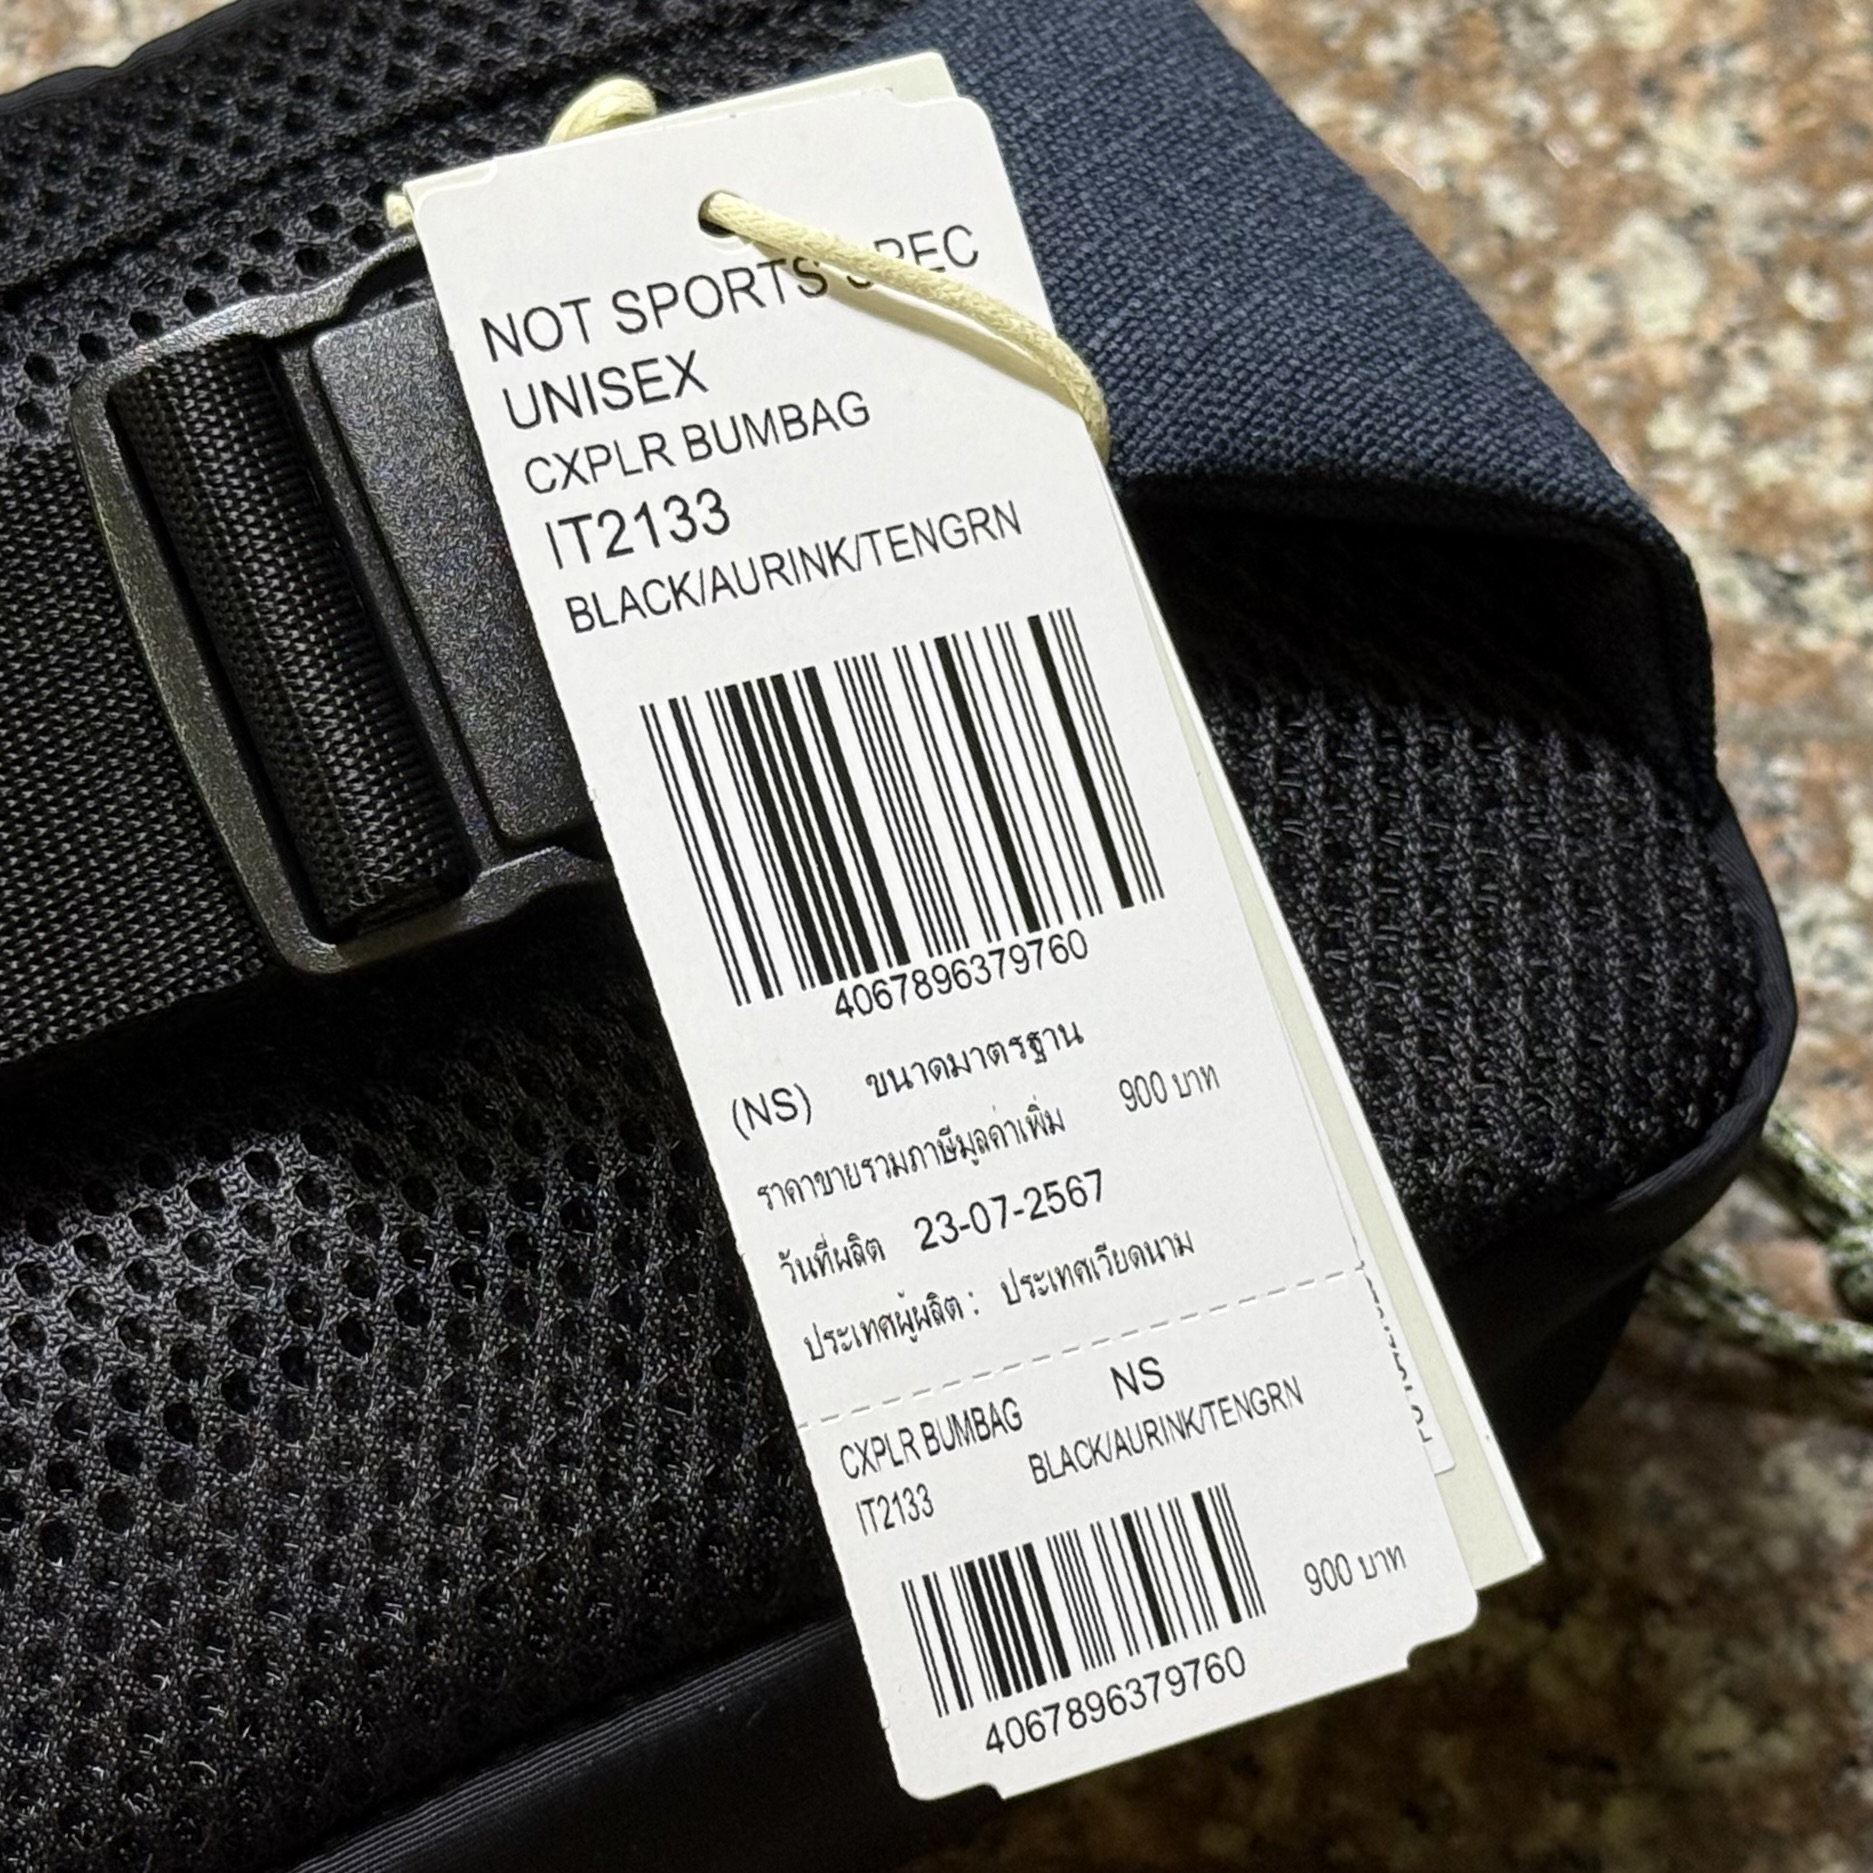 NOT SPORTS SPEC
UNISEX
CXPLR BUMBAG
IT2133
BLACK/AURINK/TENGRN
4067896379760
(NS) ขนาดมาตรฐาน
ราคาขายรวมภาษีมูลค่าเพิ่ม 900 บาท
วันที่ผลิต 23-07-2567
ประเทศผู้ผลิต : ประเทศเวียดนาม
CXPLR BUMBAG NS
IT2133 BLACK/AURINK/TENGRN
900 บาท
4067896379760